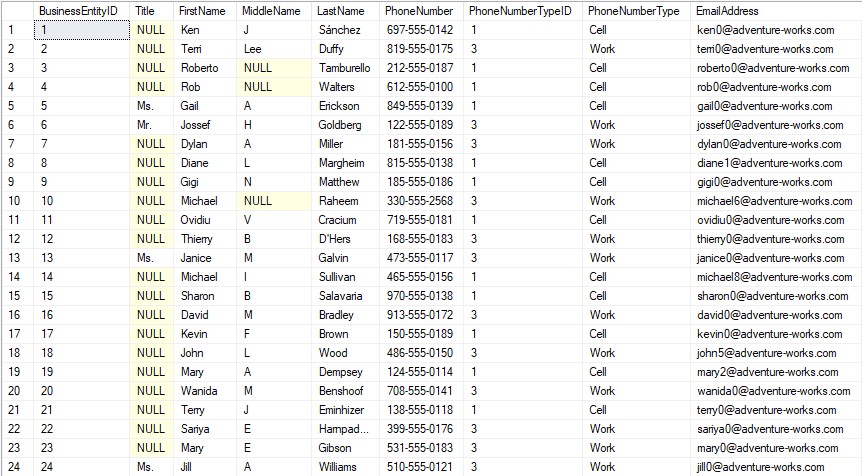 BusinessEntityID Title FirstName MiddleName LastName PhoneNumber PhoneNumberTypeID PhoneNumberType EmailAddress
1 1 NULL Ken J Sánchez 697-555-0142 1 Cell ken0@adventure-works.com
2 2 NULL Terri Lee Duffy 819-555-0175 3 Work terri0@adventure-works.com
3 3 NULL Roberto NULL Tamburello 212-555-0187 1 Cell roberto0@adventure-works.com
4 4 NULL Rob NULL Walters 612-555-0100 1 Cell rob0@adventure-works.com
5 5 Ms. Gail A Erickson 849-555-0139 1 Cell gail0@adventure-works.com
6 6 Mr. Jossef H Goldberg 122-555-0189 3 Work jossef0@adventure-works.com
7 7 NULL Dylan A Miller 181-555-0156 3 Work dylan0@adventure-works.com
8 8 NULL Diane L Margheim 815-555-0138 1 Cell diane1@adventure-works.com
9 9 NULL Gigi N Matthew 185-555-0186 1 Cell gigi0@adventure-works.com
10 10 NULL Michael NULL Raheem 330-555-2568 3 Work michael6@adventure-works.com
11 11 NULL Ovidiu V Cracium 719-555-0181 1 Cell ovidiu0@adventure-works.com
12 12 NULL Thierry B D'Hers 168-555-0183 3 Work thierry0@adventure-works.com
13 13 Ms. Janice M Galvin 473-555-0117 3 Work janice0@adventure-works.com
14 14 NULL Michael I Sullivan 465-555-0156 1 Cell michael8@adventure-works.com
15 15 NULL Sharon B Salavaria 970-555-0138 1 Cell sharon0@adventure-works.com
16 16 NULL David M Bradley 913-555-0172 3 Work david0@adventure-works.com
17 17 NULL Kevin F Brown 150-555-0189 1 Cell kevin0@adventure-works.com
18 18 NULL John L Wood 486-555-0150 3 Work john5@adventure-works.com
19 19 NULL Mary A Dempsey 124-555-0114 1 Cell mary2@adventure-works.com
20 20 NULL Wanida M Benshoof 708-555-0141 3 Work wanida0@adventure-works.com
21 21 NULL Terry J Eminhizer 138-555-0118 1 Cell terry0@adventure-works.com
22 22 NULL Sariya E Harnpad... 399-555-0176 3 Work sariya0@adventure-works.com
23 23 NULL Mary E Gibson 531-555-0183 3 Work mary0@adventure-works.com
24 24 Ms. Jill A Williams 510-555-0121 3 Work jill0@adventure-works.com